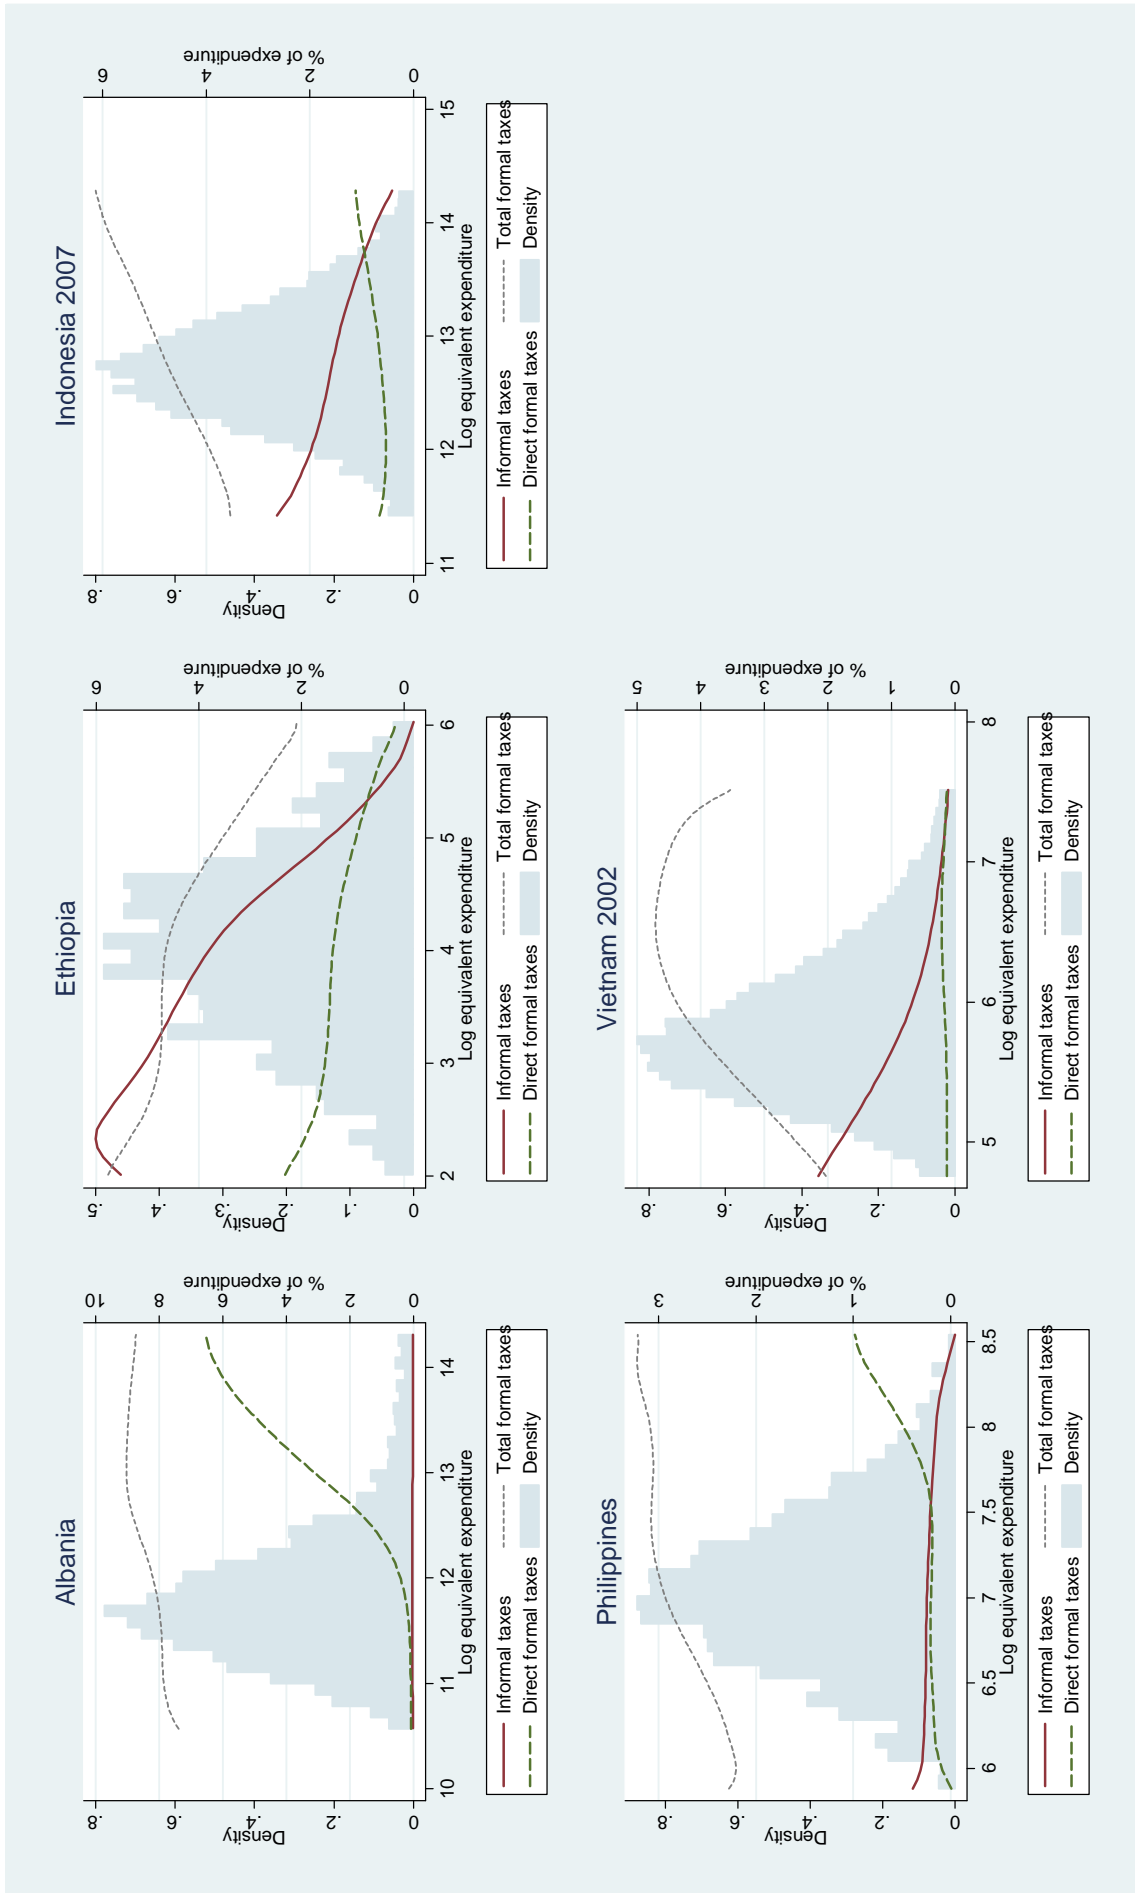 Albania
.8
.6
.4
.2
0
Density
10
8
6
4
2
0
% of expenditure
10
11
12
13
14
Log equivalent expenditure
Informal taxes
Total formal taxes
Direct formal taxes
Density
Ethiopia
.5
.4
.3
.2
.1
0
Density
6
4
2
0
% of expenditure
2
3
4
5
6
Log equivalent expenditure
Informal taxes
Total formal taxes
Direct formal taxes
Density
Indonesia 2007
.8
.6
.4
.2
0
Density
6
4
2
0
% of expenditure
11
12
13
14
15
Log equivalent expenditure
Informal taxes
Total formal taxes
Direct formal taxes
Density
Philippines
.8
.6
.4
.2
0
Density
3
2
1
0
% of expenditure
6
6.5
7
7.5
8
8.5
Log equivalent expenditure
Informal taxes
Total formal taxes
Direct formal taxes
Density
Vietnam 2002
.8
.6
.4
.2
0
Density
5
4
3
2
1
0
% of expenditure
5
6
7
8
Log equivalent expenditure
Informal taxes
Total formal taxes
Direct formal taxes
Density